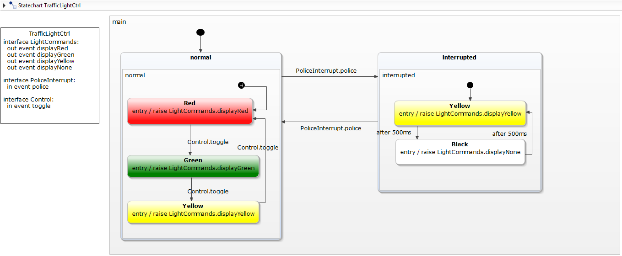 Statechart TrafficLightCtrl
TrafficLightCtrl
interface LightCommands:
out event displayRed
out event displayGreen
out event displayYellow
out event displayNone
interface PoliceInterrupt:
in event police
interface Control:
in event toggle
main
normal
normal
Red
entry / raise LightCommands.displayRed
Control.toggle
Control.toggle
Green
entry / raise LightCommands.displayGreen
Control.toggle
Yellow
entry / raise LightCommands.displayYellow
PoliceInterrupt.police
PoliceInterrupt.police
Interrupted
interrupted
Yellow
entry / raise LightCommands.displayYellow
after 500ms
after 500ms
Black
entry / raise LightCommands.displayNone